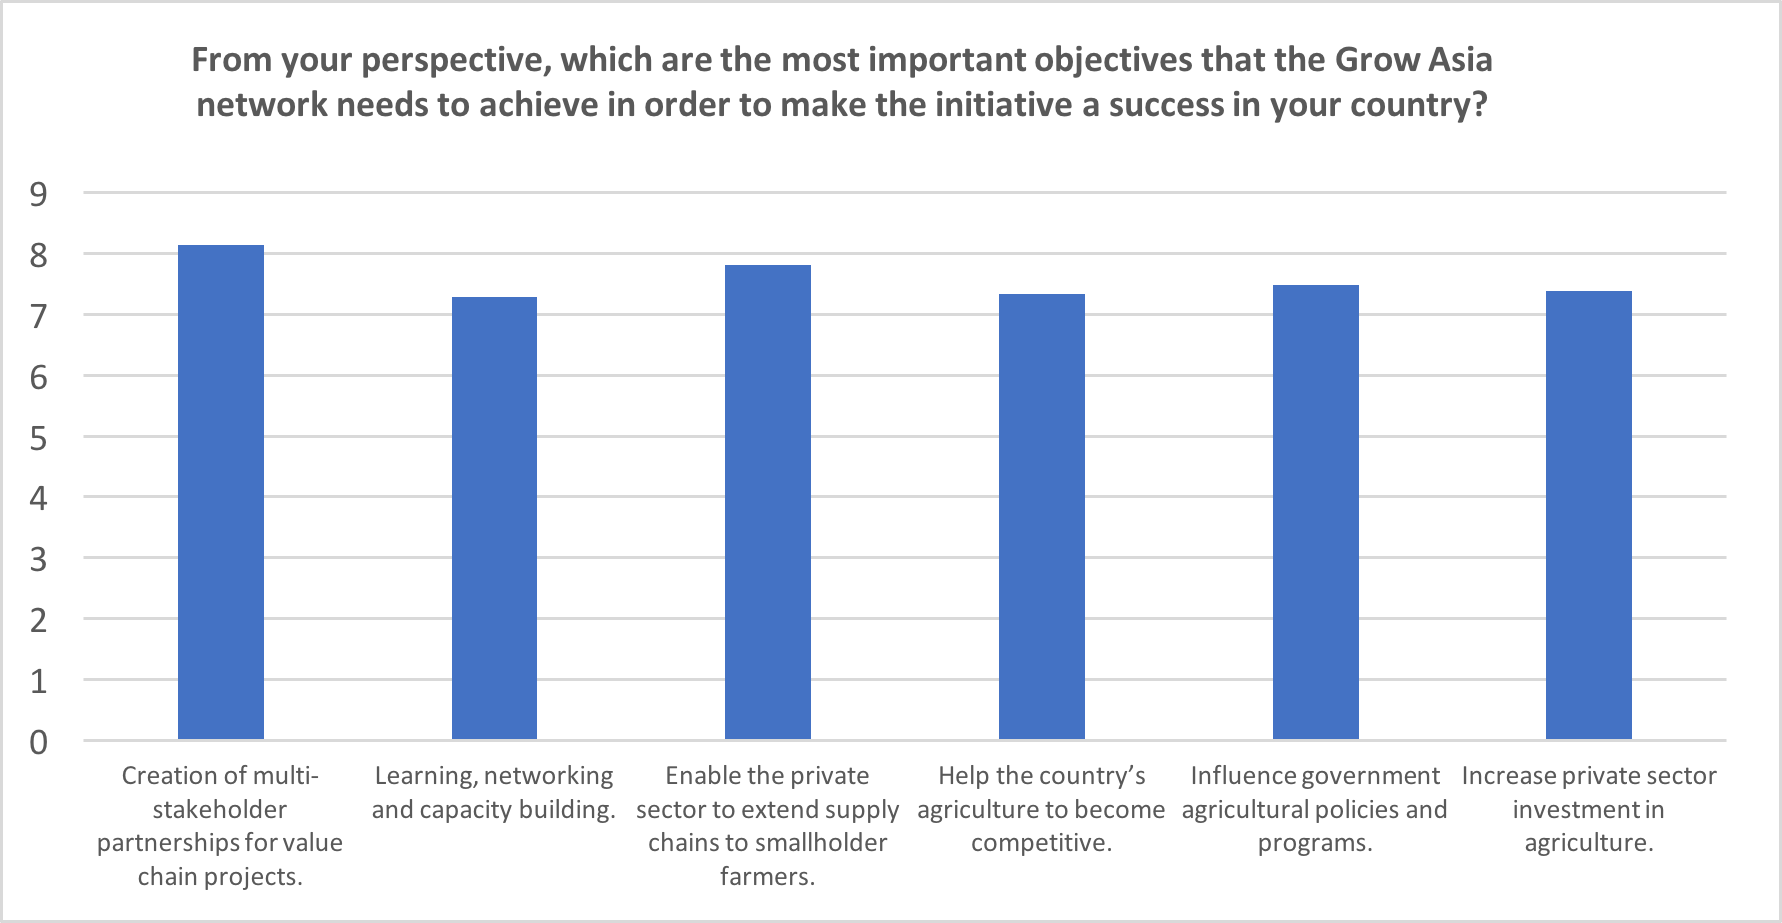 From your perspective, which are the most important objectives that the Grow Asia
network needs to achieve in order to make the initiative a success in your country?
9
8
7
6
5
4
3
2
1
0
Creation of multi-
stakeholder
partnerships for value
chain projects.
Learning, networking
and capacity building.
Enable the private
sector to extend supply
chains to smallholder
farmers.
Help the country’s
agriculture to become
competitive.
Influence government
agricultural policies and
programs.
Increase private sector
investment in
agriculture.